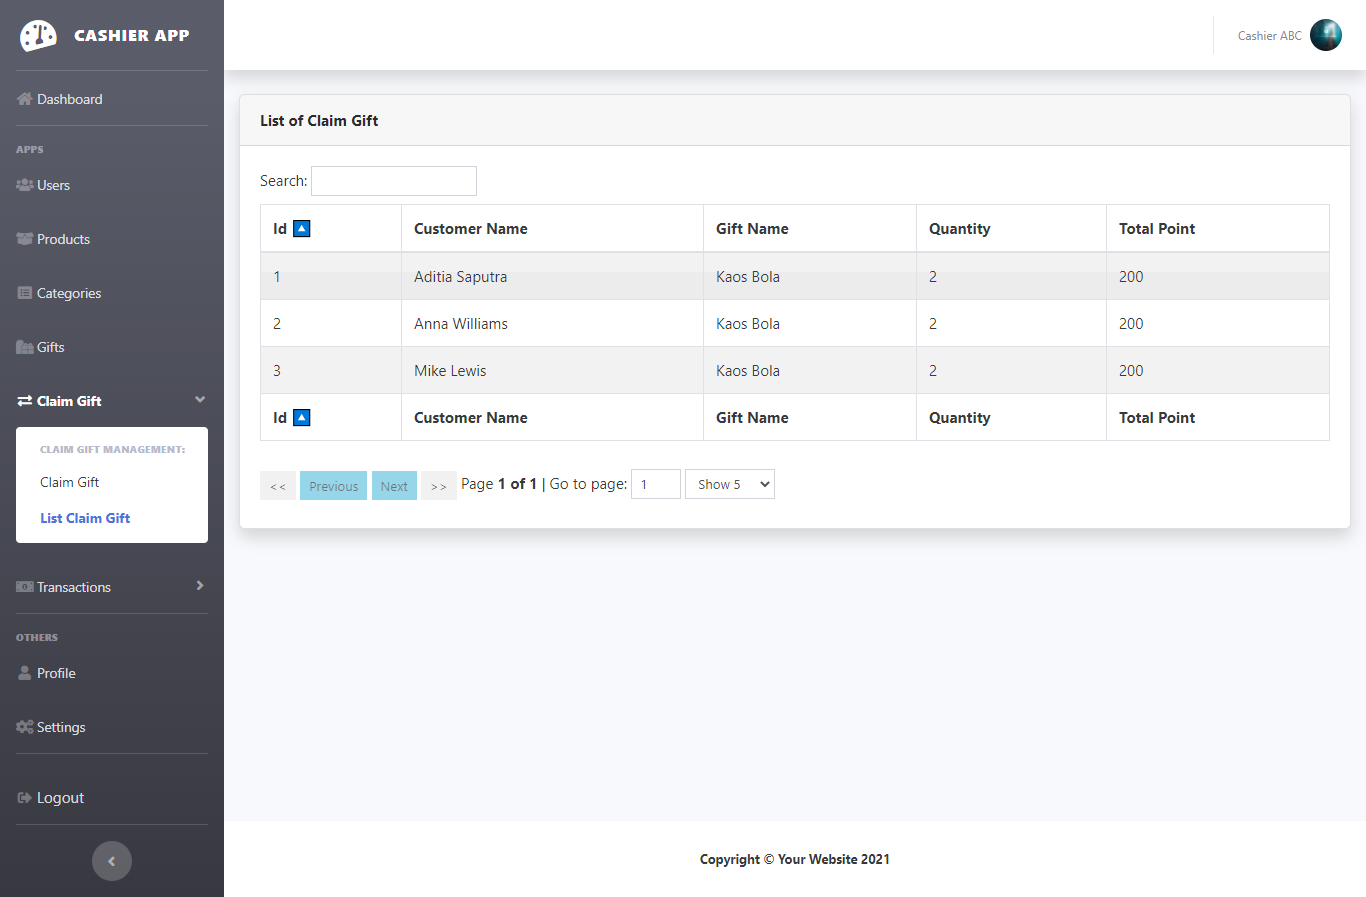 CASHIER APP
Cashier ABC
Dashboard
APPS
Users
Products
Categories
Gifts
Claim Gift
CLAIM GIFT MANAGEMENT:
Claim Gift
List Claim Gift
Transactions
OTHERS
Profile
Settings
Logout
List of Claim Gift
Search:
Id Customer Name Gift Name Quantity Total Point
1 Aditia Saputra Kaos Bola 2 200
2 Anna Williams Kaos Bola 2 200
3 Mike Lewis Kaos Bola 2 200
Id Customer Name Gift Name Quantity Total Point
<< Previous Next >> Page 1 of 1 | Go to page: 1 Show 5
Copyright © Your Website 2021